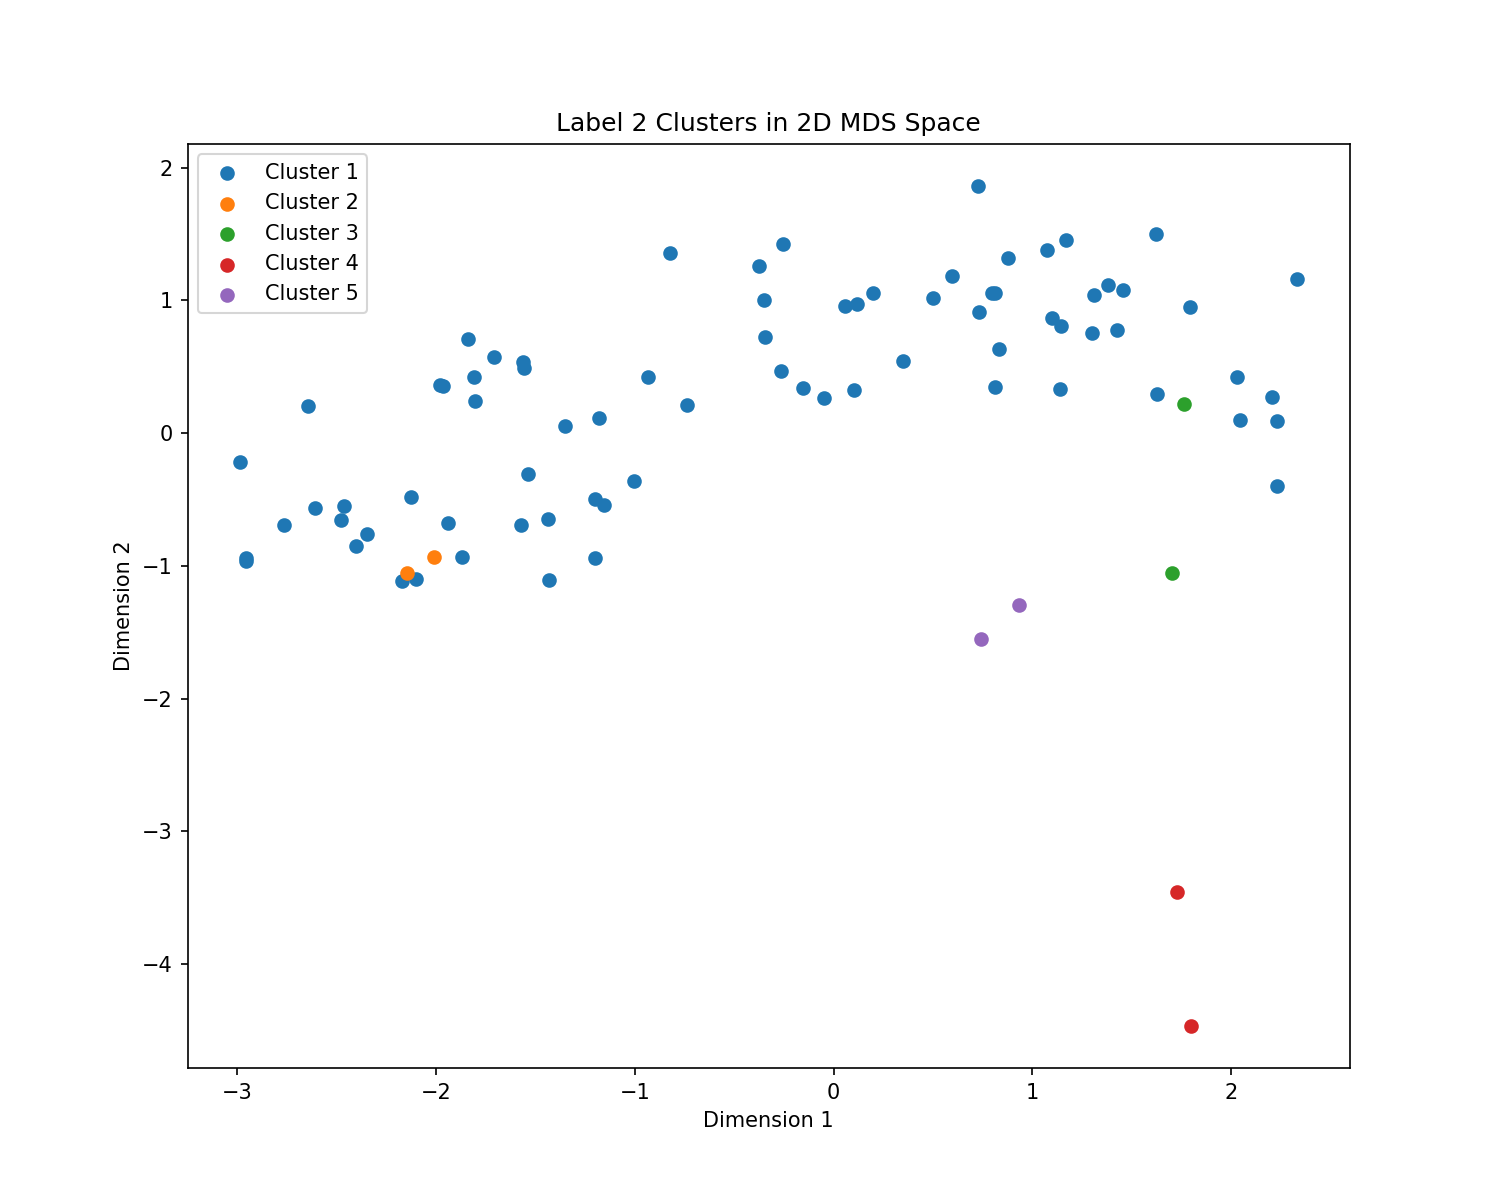 Label 2 Clusters in 2D MDS Space
Cluster 1
Cluster 2
Cluster 3
Cluster 4
Cluster 5
2
1
0
−1
−2
−3
−4
Dimension 2
−3
−2
−1
0
1
2
Dimension 1